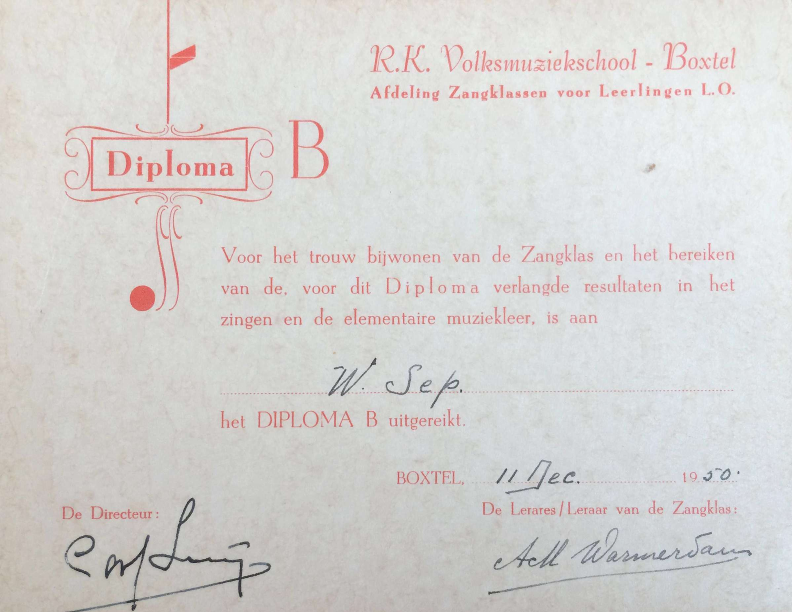 R.K. Volksmuziekschool - Boxtel
Afdeling Zangklassen voor Leerlingen L.O.
Diploma B
Voor het trouw bijwonen van de Zangklas en het bereiken
van de, voor dit Diploma verlangde resultaten in het
zingen en de elementaire muziekleer, is aan
W. Sep.
het DIPLOMA B uitgereikt.
BOXTEL, 11 Dec. 1950.
De Directeur:
De Lerares/Leraar van de Zangklas:
Warmerdam